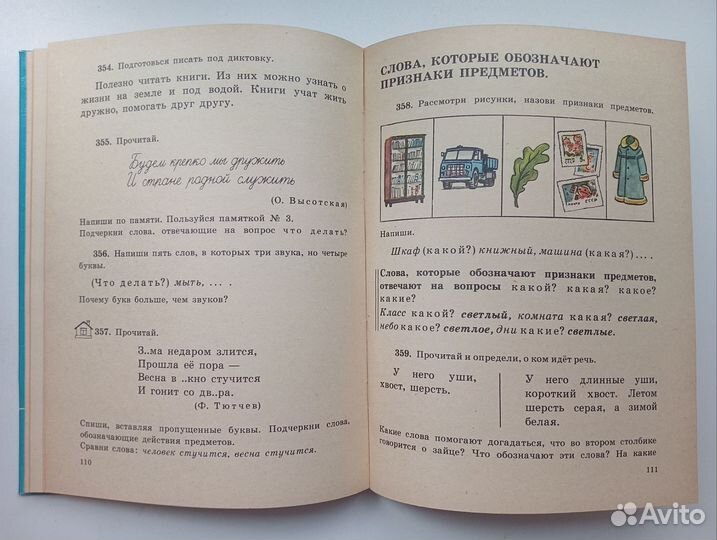 354. Подготовься писать под диктовку.
Полезно читать книги. Из них можно узнать о
жизни на земле и под водой. Книги учат жить
дружно, помогать друг другу.
355. Прочитай.
Будем крепко мы дружить
И стране родной служить
(О. Высотская)
Напиши по памяти. Пользуйся памяткой № 3.
Подчеркни слова, отвечающие на вопрос что делать?
356. Напиши пять слов, в которых три звука, но четыре
буквы.
(Что делать?) мыть, ... .
Почему букв больше, чем звуков?
357. Прочитай.
З..ма недаром злится,
Прошла её пора —
Весна в ..кно стучится
И гонит со дв..ра.
(Ф. Тютчев)
Спиши, вставляя пропущенные буквы. Подчеркни слова,
обозначающие действия предметов.
Сравни слова: человек стучится, весна стучится.
110
СЛОВА, КОТОРЫЕ ОБОЗНАЧАЮТ
ПРИЗНАКИ ПРЕДМЕТОВ.
358. Рассмотри рисунки, назови признаки предметов.
Напиши.
Шкаф (какой?) книжный, машина (какая?) ... .
Слова, которые обозначают признаки предметов,
отвечают на вопросы какой? какая? какое?
какие?
Класс какой? светлый, комната какая? светлая,
небо какое? светлое, дни какие? светлые.
359. Прочитай и определи, о ком идёт речь.
У него уши,
хвост, шерсть.
У него длинные уши,
короткий хвост. Летом
шерсть серая, а зимой
белая.
Какие слова помогают догадаться, что во втором столбике
говорится о зайце? Что обозначают эти слова? На какие
111
Avito